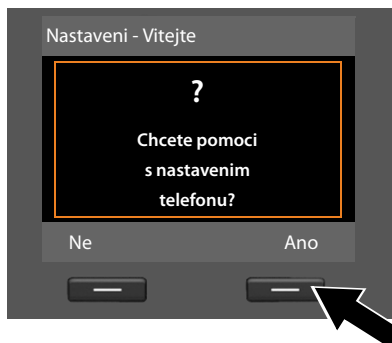 Nastaveni - Vitejte
?
Chcete pomoci
s nastavenim
telefonu?
Ne Ano